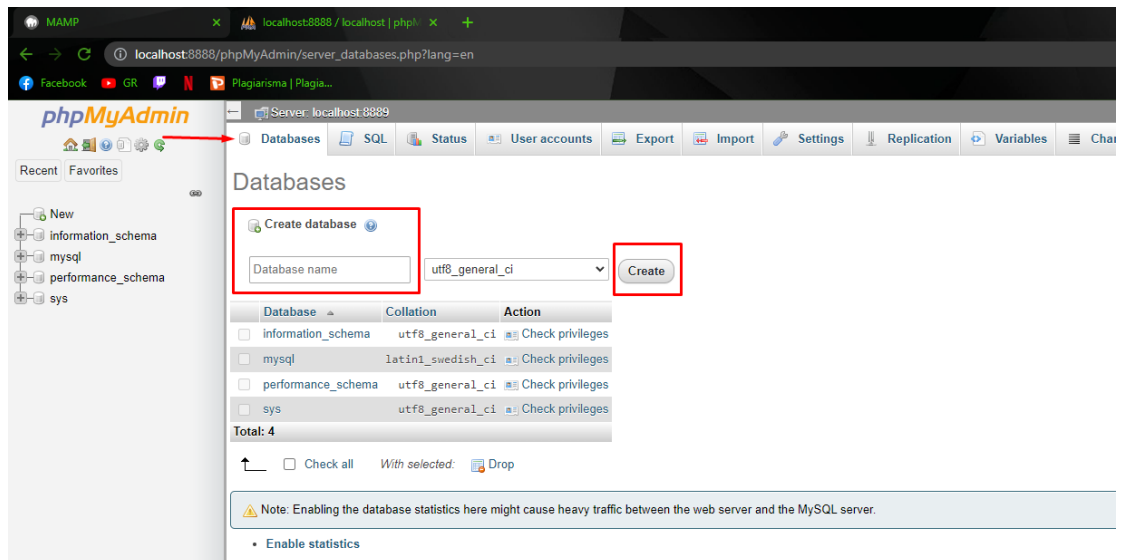 MAMP
localhost:8888 / localhost | phpM
localhost:8888/phpMyAdmin/server_databases.php?lang=en
Facebook GR Plagiarisma | Plagia...
phpMyAdmin
Recent Favorites
New
information_schema
mysql
performance_schema
sys
Server: localhost:8889
Databases SQL Status User accounts Export Import Settings Replication Variables Char
Databases
Create database
Database name utf8_general_ci Create
Database Collation Action
information_schema utf8_general_ci Check privileges
mysql latin1_swedish_ci Check privileges
performance_schema utf8_general_ci Check privileges
sys utf8_general_ci Check privileges
Total: 4
Check all With selected: Drop
Note: Enabling the database statistics here might cause heavy traffic between the web server and the MySQL server.
• Enable statistics